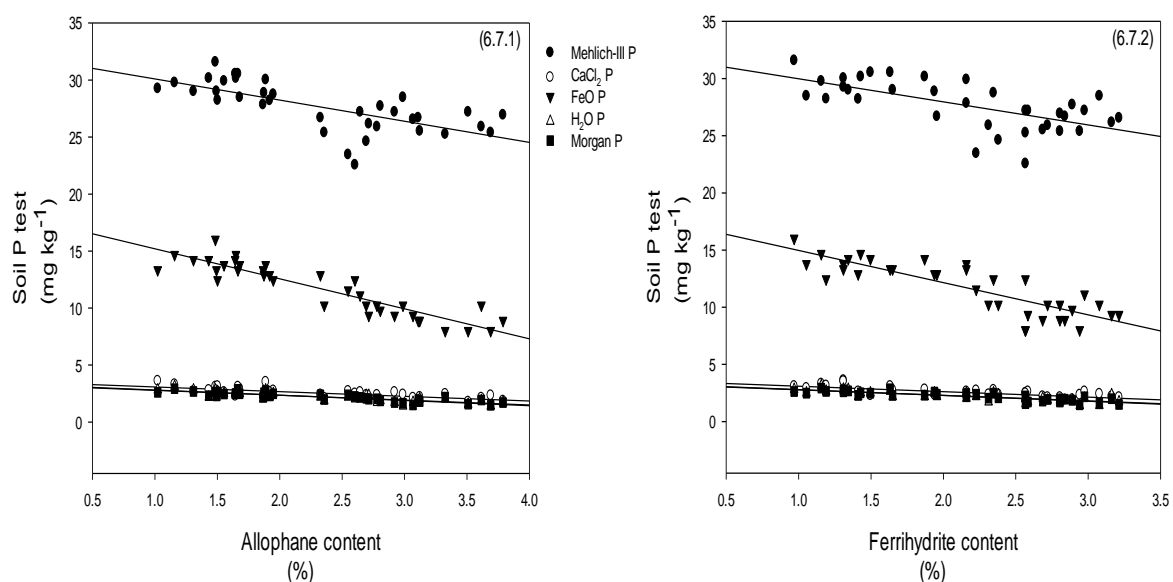 (6.7.1)
35
30
25
20
15
10
5
0
Soil P test
(mg kg⁻¹)
0.5 1.0 1.5 2.0 2.5 3.0 3.5 4.0
Allophane content
(%)
Mehlich-III P
CaCl₂ P
FeO P
H₂O P
Morgan P
(6.7.2)
35
30
25
20
15
10
5
0
Soil P test
(mg kg⁻¹)
0.5 1.0 1.5 2.0 2.5 3.0 3.5
Ferrihydrite content
(%)